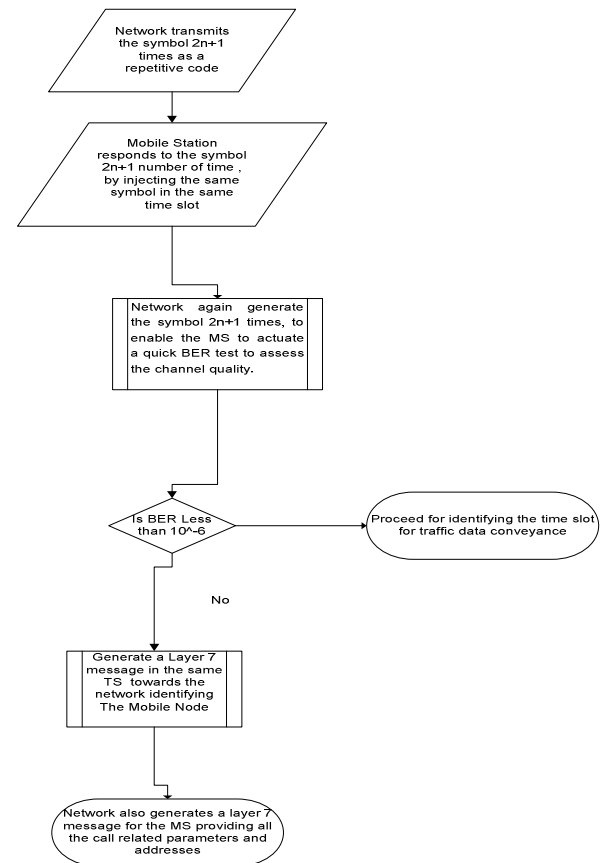 Network transmits
the symbol 2n+1
times as a
repetitive code
Mobile Station
responds to the symbol
2n+1 number of time ,
by injecting the same
symbol in the same
time slot
Network again generate
the symbol 2n+1 times, to
enable the MS to actuate
a quick BER test to assess
the channel quality.
Is BER Less
than 10^-6
Proceed for identifying the time slot
for traffic data conveyance
No
Generate a Layer 7
message in the same
TS towards the
network identifying
The Mobile Node
Network also generates a layer 7
message for the MS providing all
the call related parameters and
addresses